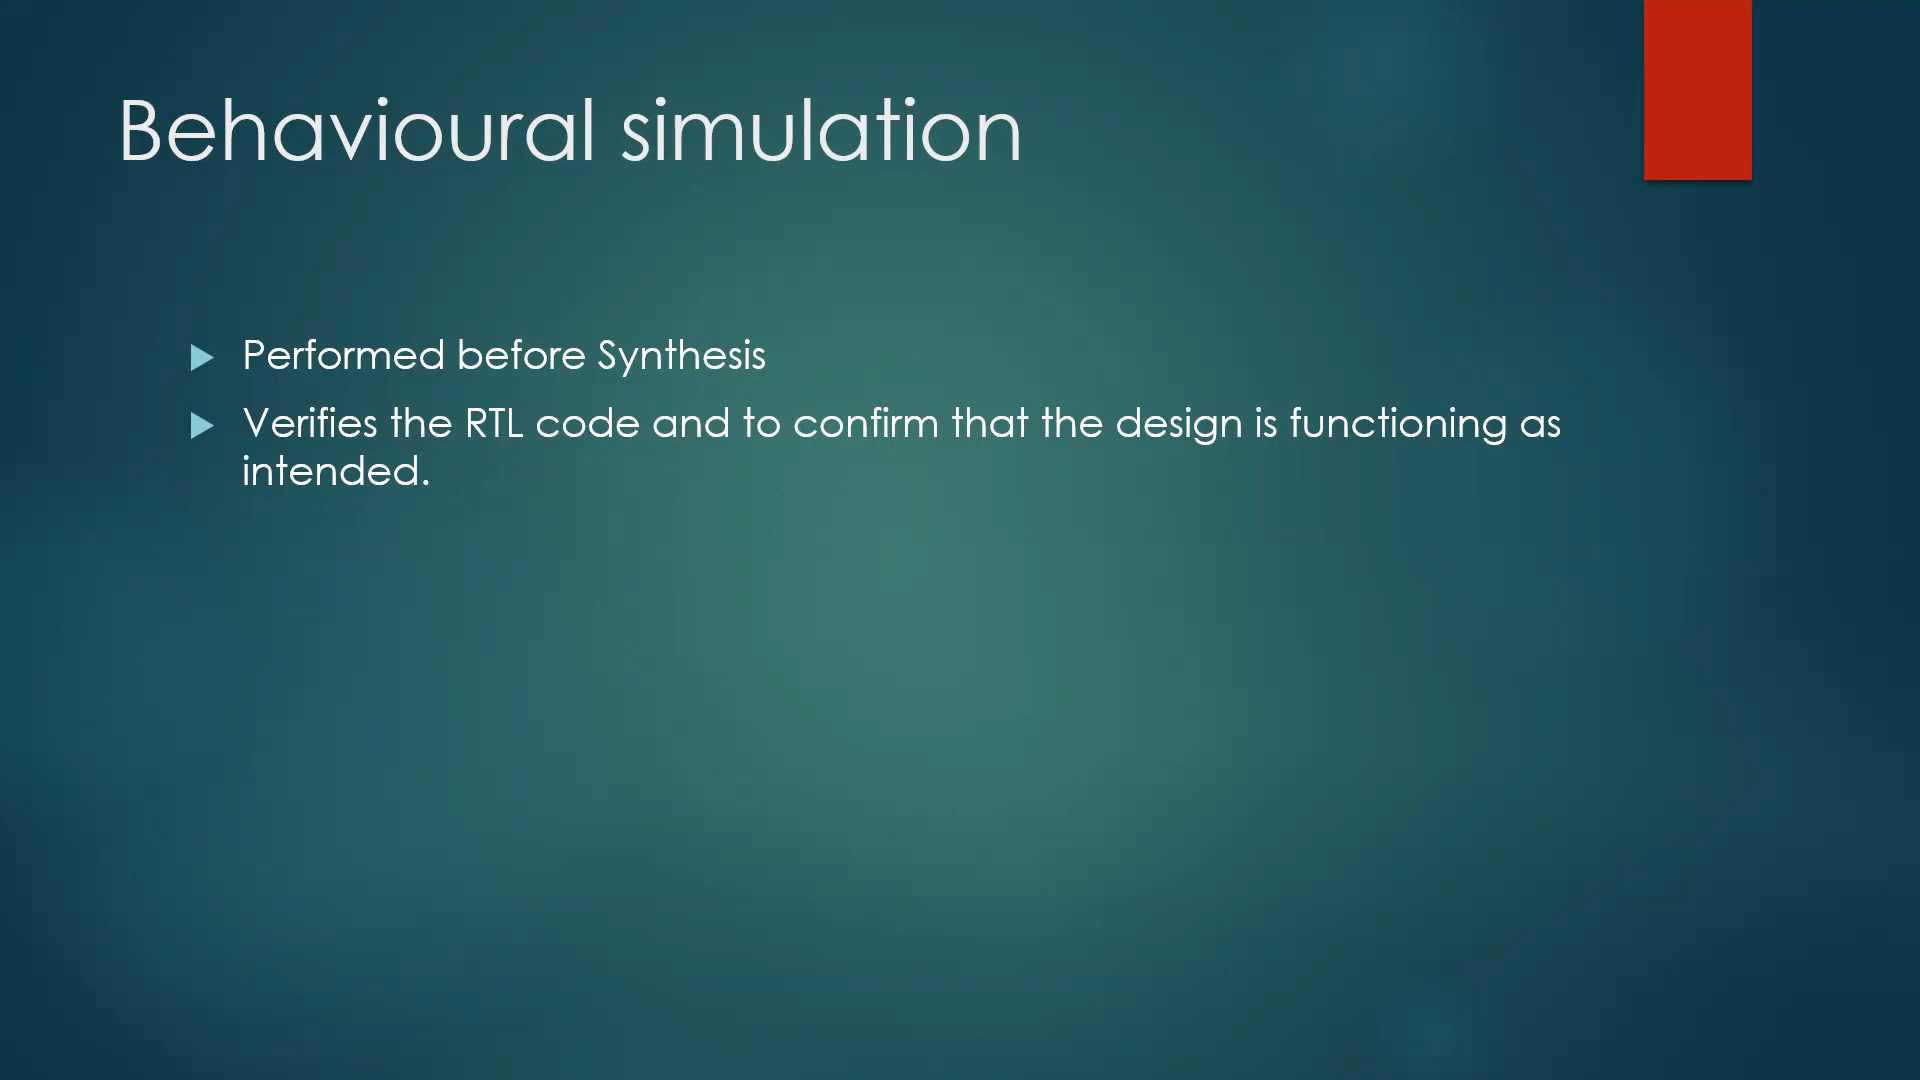 Behavioural simulation
Performed before Synthesis
Verifies the RTL code and to confirm that the design is functioning as
intended.